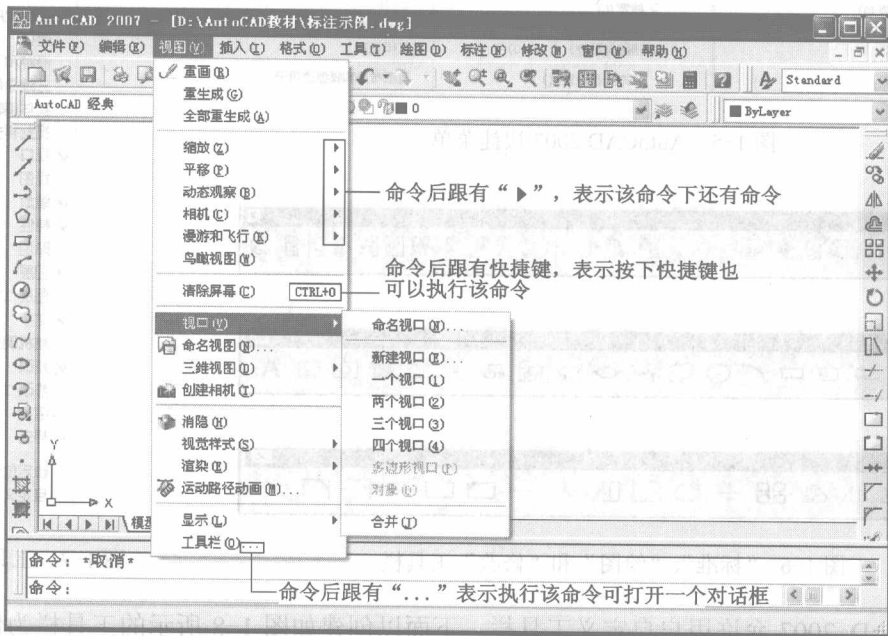 AutoCAD 2007 - [D:\AutoCAD教材\标注示例.dwg]
文件(F) 编辑(E) 视图(V) 插入(I) 格式(O) 工具(T) 绘图(D) 标注(N) 修改(M) 窗口(W) 帮助(H)
Standard
AutoCAD 经典
0
ByLayer
重画(R)
重生成(G)
全部重生成(A)
缩放(Z)
平移(P)
动态观察(B)
相机(C)
漫游和飞行(K)
鸟瞰视图(W)
清除屏幕(C) CTRL+0
视口(V)
命名视图(N)...
三维视图(D)
创建相机(T)
消隐(H)
视觉样式(S)
渲染(E)
运动路径动画(M)...
显示(L)
工具栏(O)...
命令后跟有“▶”，表示该命令下还有命令
命令后跟有快捷键，表示按下快捷键也
可以执行该命令
命名视口(N)...
新建视口(E)...
一个视口(1)
两个视口(2)
三个视口(3)
四个视口(4)
多边形视口(P)
对象(O)
合并(J)
Y
X
模型
命令: *取消*
命令:
命令后跟有“...”表示执行该命令可打开一个对话框